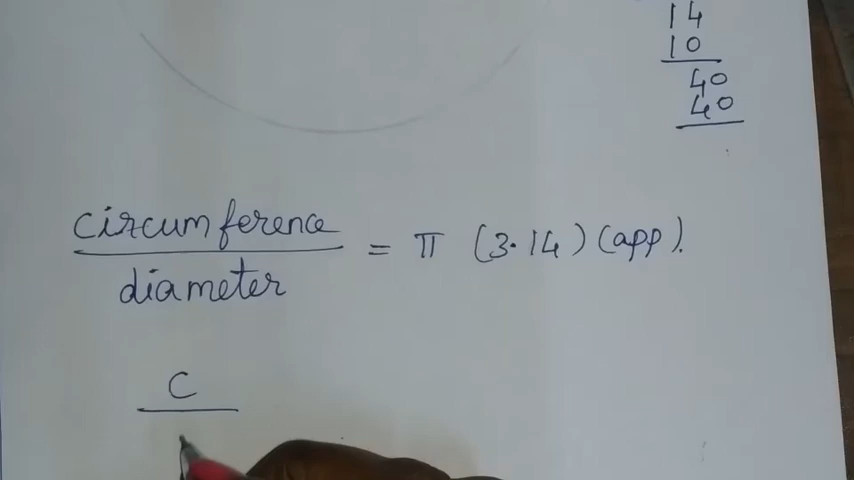 14
10
40
40
circumference
diameter
= π (3.14) (app).
C